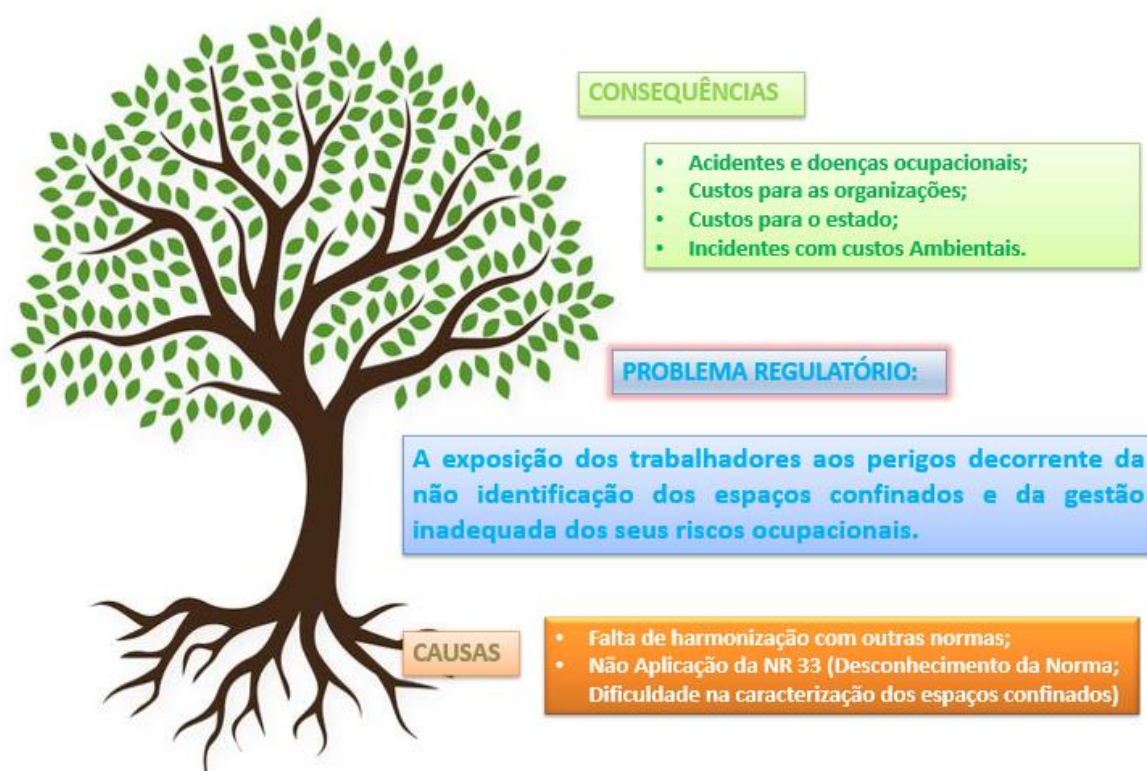 CONSEQUÊNCIAS
• Acidentes e doenças ocupacionais;
• Custos para as organizações;
• Custos para o estado;
• Incidentes com custos Ambientais.
PROBLEMA REGULATÓRIO:
A exposição dos trabalhadores aos perigos decorrente da
não identificação dos espaços confinados e da gestão
inadequada dos seus riscos ocupacionais.
CAUSAS
• Falta de harmonização com outras normas;
• Não Aplicação da NR 33 (Desconhecimento da Norma;
Dificuldade na caracterização dos espaços confinados)